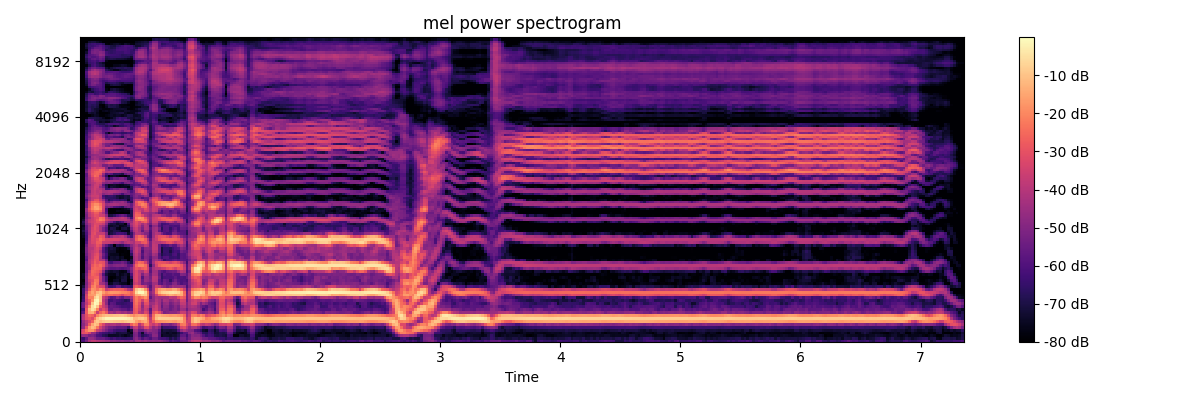 mel power spectrogram
8192
4096
2048
1024
512
0
Hz
0 1 2 3 4 5 6 7
Time
-10 dB
-20 dB
-30 dB
-40 dB
-50 dB
-60 dB
-70 dB
-80 dB